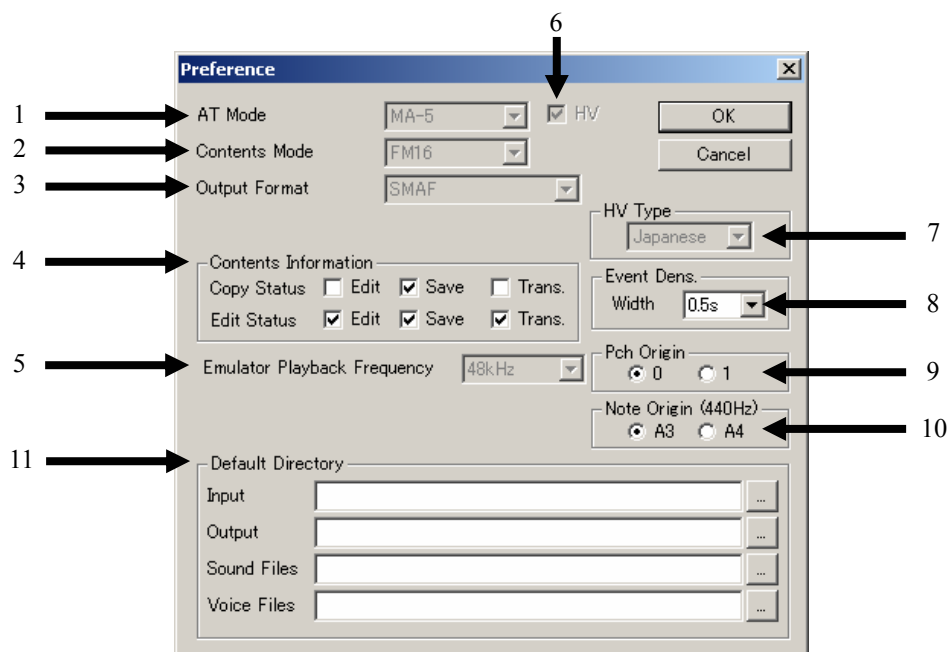 6
Preference
1 AT Mode MA-5 HV OK
2 Contents Mode FM16 Cancel
3 Output Format SMAF
HV Type
Japanese 7
4 Contents Information
Copy Status Edit Save Trans.
Edit Status Edit Save Trans.
Event Dens.
Width 0.5s 8
5 Emulator Playback Frequency 48kHz
Pch Origin
0 1 9
Note Origin (440Hz)
A3 A4 10
11 Default Directory
Input ...
Output ...
Sound Files ...
Voice Files ...